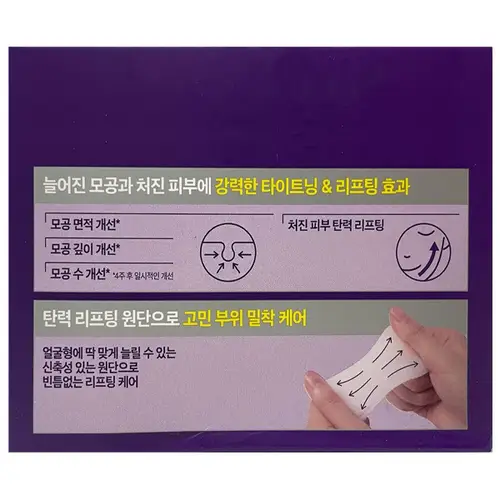 늘어진 모공과 처진 피부에 강력한 타이트닝 & 리프팅 효과
모공 면적 개선*
모공 깊이 개선*
모공 수 개선* *4주 후 일시적인 개선
처진 피부 탄력 리프팅
탄력 리프팅 원단으로 고민 부위 밀착 케어
얼굴형에 딱 맞게 늘릴 수 있는
신축성 있는 원단으로
빈틈없는 리프팅 케어